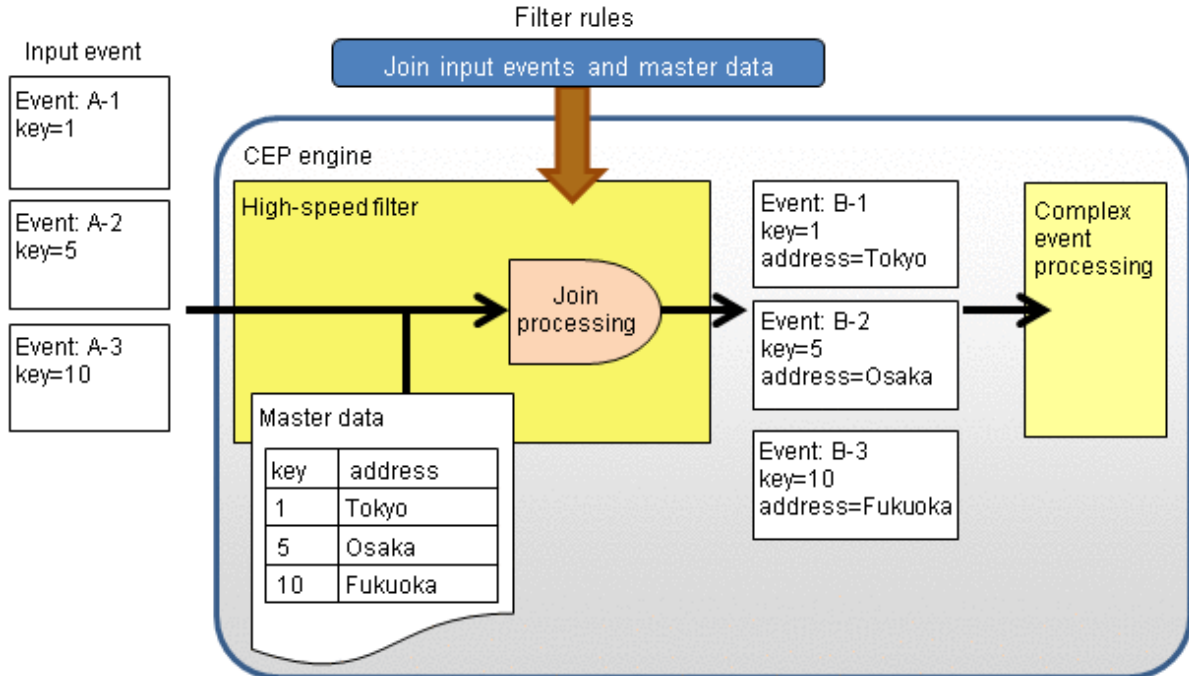 Filter rules
Join input events and master data
Input event
Event: A-1
key=1
Event: A-2
key=5
Event: A-3
key=10
CEP engine
High-speed filter
Join
processing
Master data
key address
1 Tokyo
5 Osaka
10 Fukuoka
Event: B-1
key=1
address=Tokyo
Event: B-2
key=5
address=Osaka
Event: B-3
key=10
address=Fukuoka
Complex
event
processing